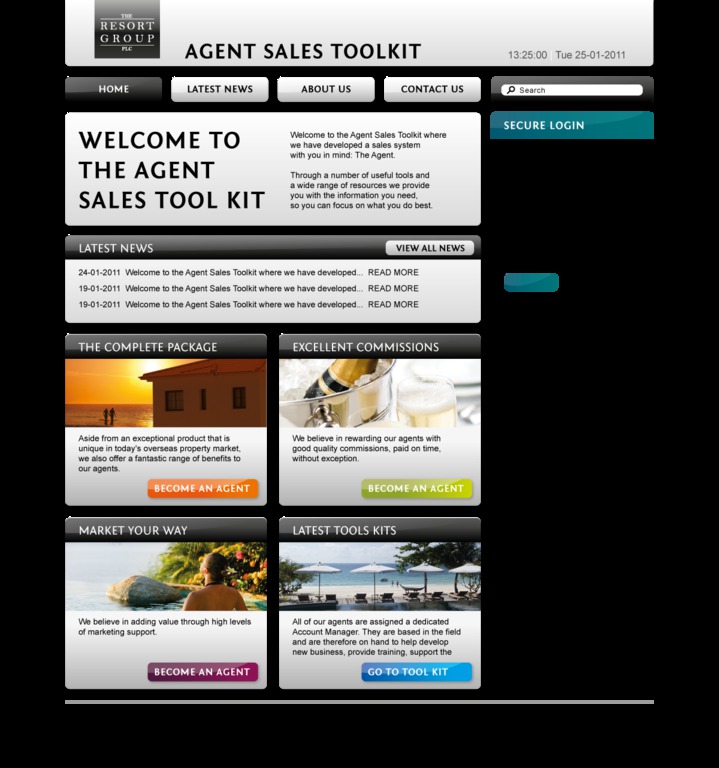 THE
RESORT
GROUP
PLC
AGENT SALES TOOLKIT
13:25:00 Tue 25-01-2011
HOME
LATEST NEWS
ABOUT US
CONTACT US
Search
SECURE LOGIN
WELCOME TO
THE AGENT
SALES TOOL KIT
Welcome to the Agent Sales Toolkit where
we have developed a sales system
with you in mind: The Agent.
Through a number of useful tools and
a wide range of resources we provide
you with the information you need,
so you can focus on what you do best.
LATEST NEWS
VIEW ALL NEWS
24-01-2011 Welcome to the Agent Sales Toolkit where we have developed... READ MORE
19-01-2011 Welcome to the Agent Sales Toolkit where we have developed... READ MORE
19-01-2011 Welcome to the Agent Sales Toolkit where we have developed... READ MORE
THE COMPLETE PACKAGE
Aside from an exceptional product that is
unique in today's overseas property market,
we also offer a fantastic range of benefits to
our agents.
BECOME AN AGENT
EXCELLENT COMMISSIONS
We believe in rewarding our agents with
good quality commissions, paid on time,
without exception.
BECOME AN AGENT
MARKET YOUR WAY
We believe in adding value through high levels
of marketing support.
BECOME AN AGENT
LATEST TOOLS KITS
All of our agents are assigned a dedicated
Account Manager. They are based in the field
and are therefore on hand to help develop
new business, provide training, support the
GO TO TOOL KIT